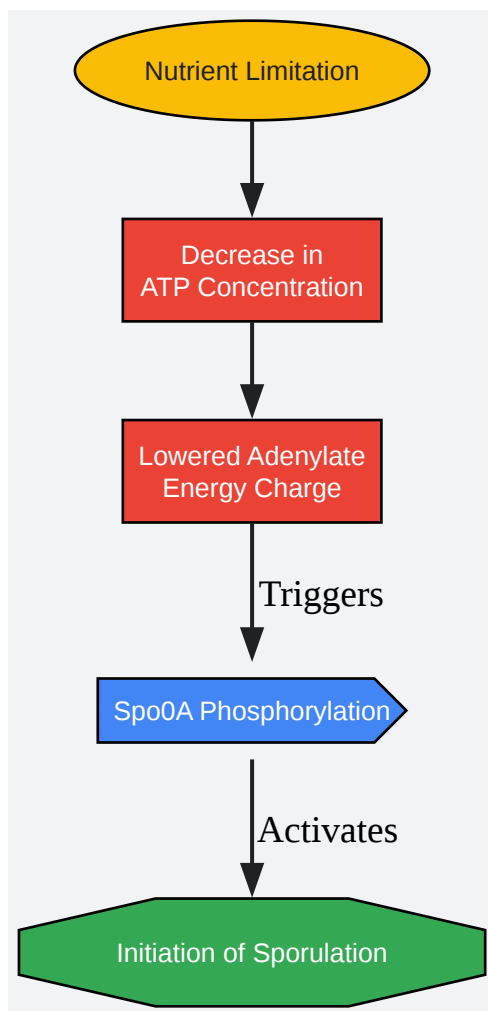 Nutrient Limitation
Decrease in
ATP Concentration
Lowered Adenylate
Energy Charge
Triggers
Spo0A Phosphorylation
Activates
Initiation of Sporulation